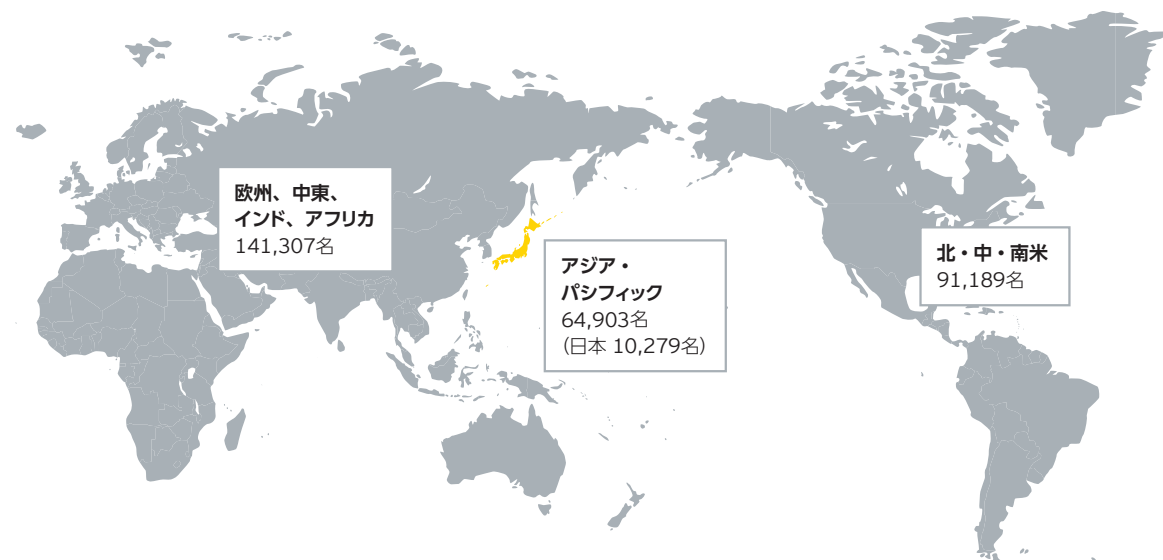 欧州、中東、
インド、アフリカ
141,307名
アジア・
パシフィック
64,903名
(日本 10,279名)
北・中・南米
91,189名